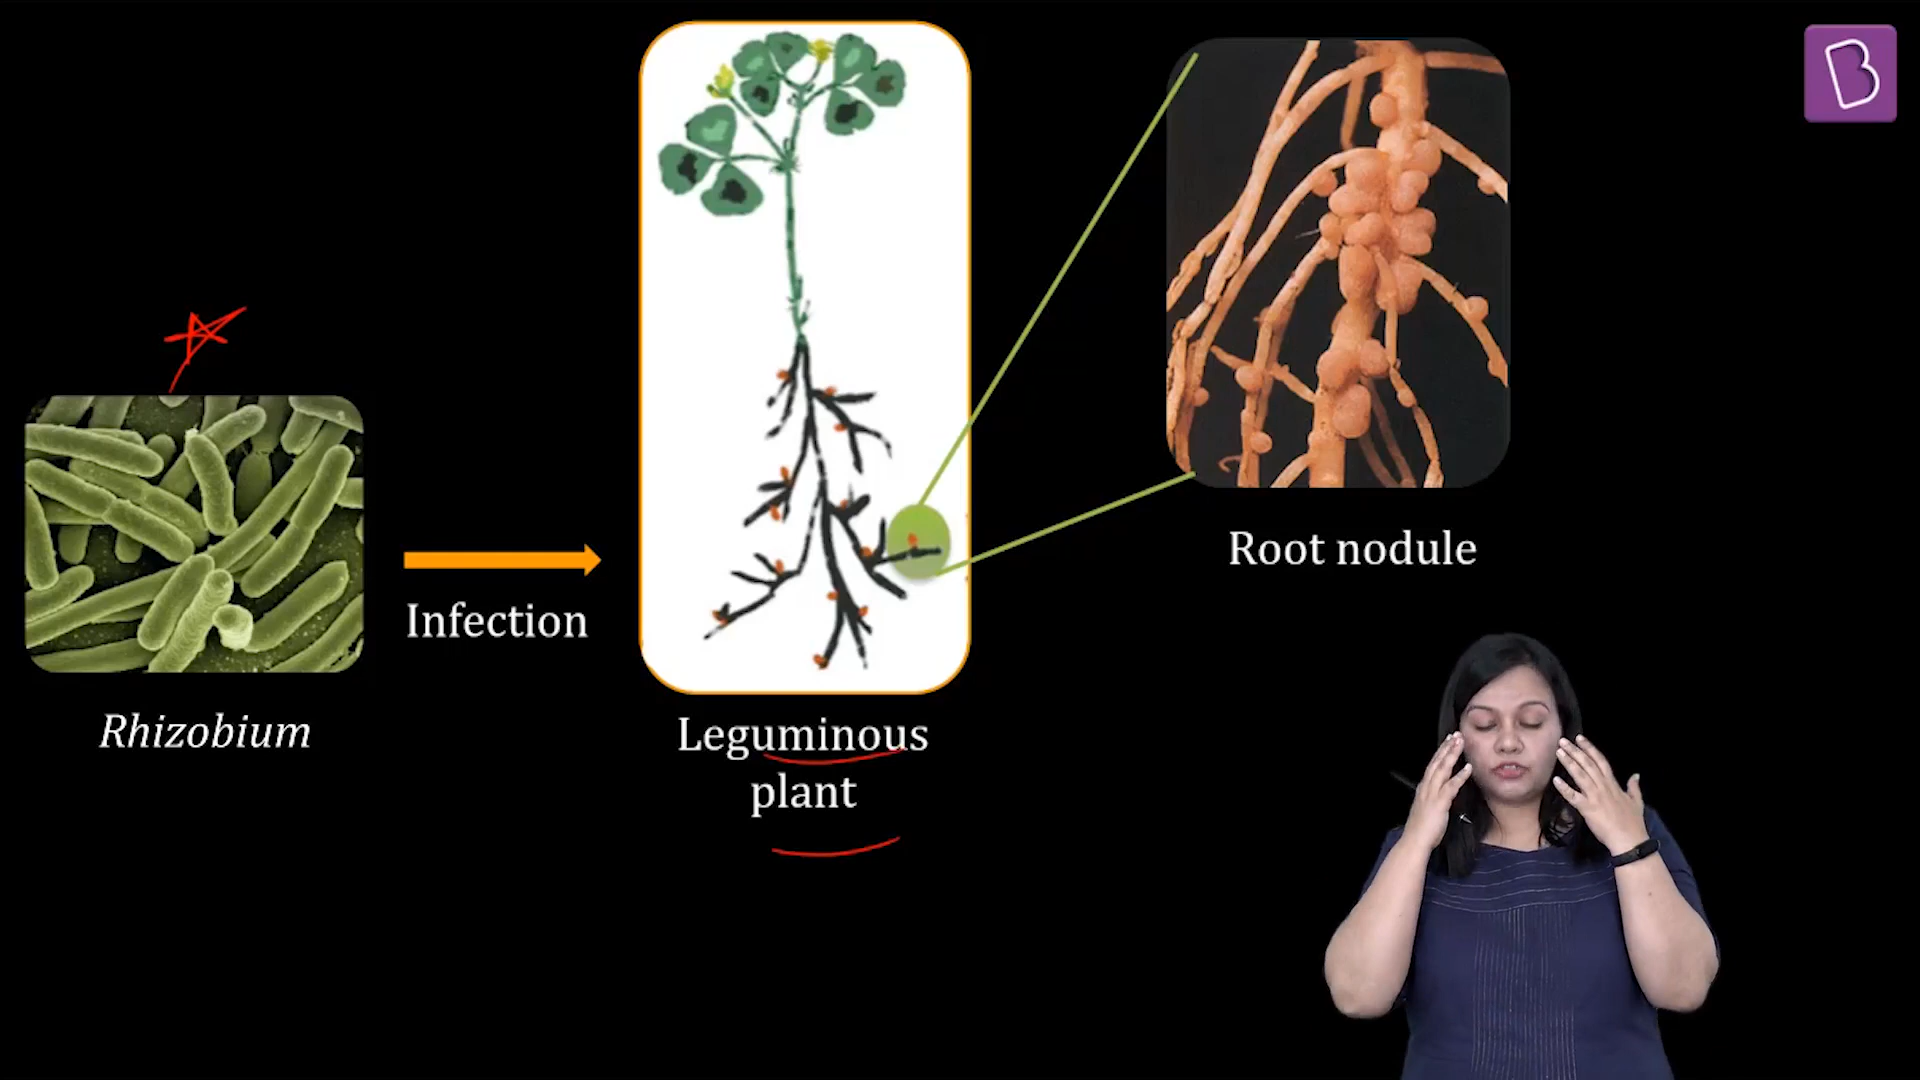 Rhizobium
Infection
Leguminous
plant
Root nodule
B